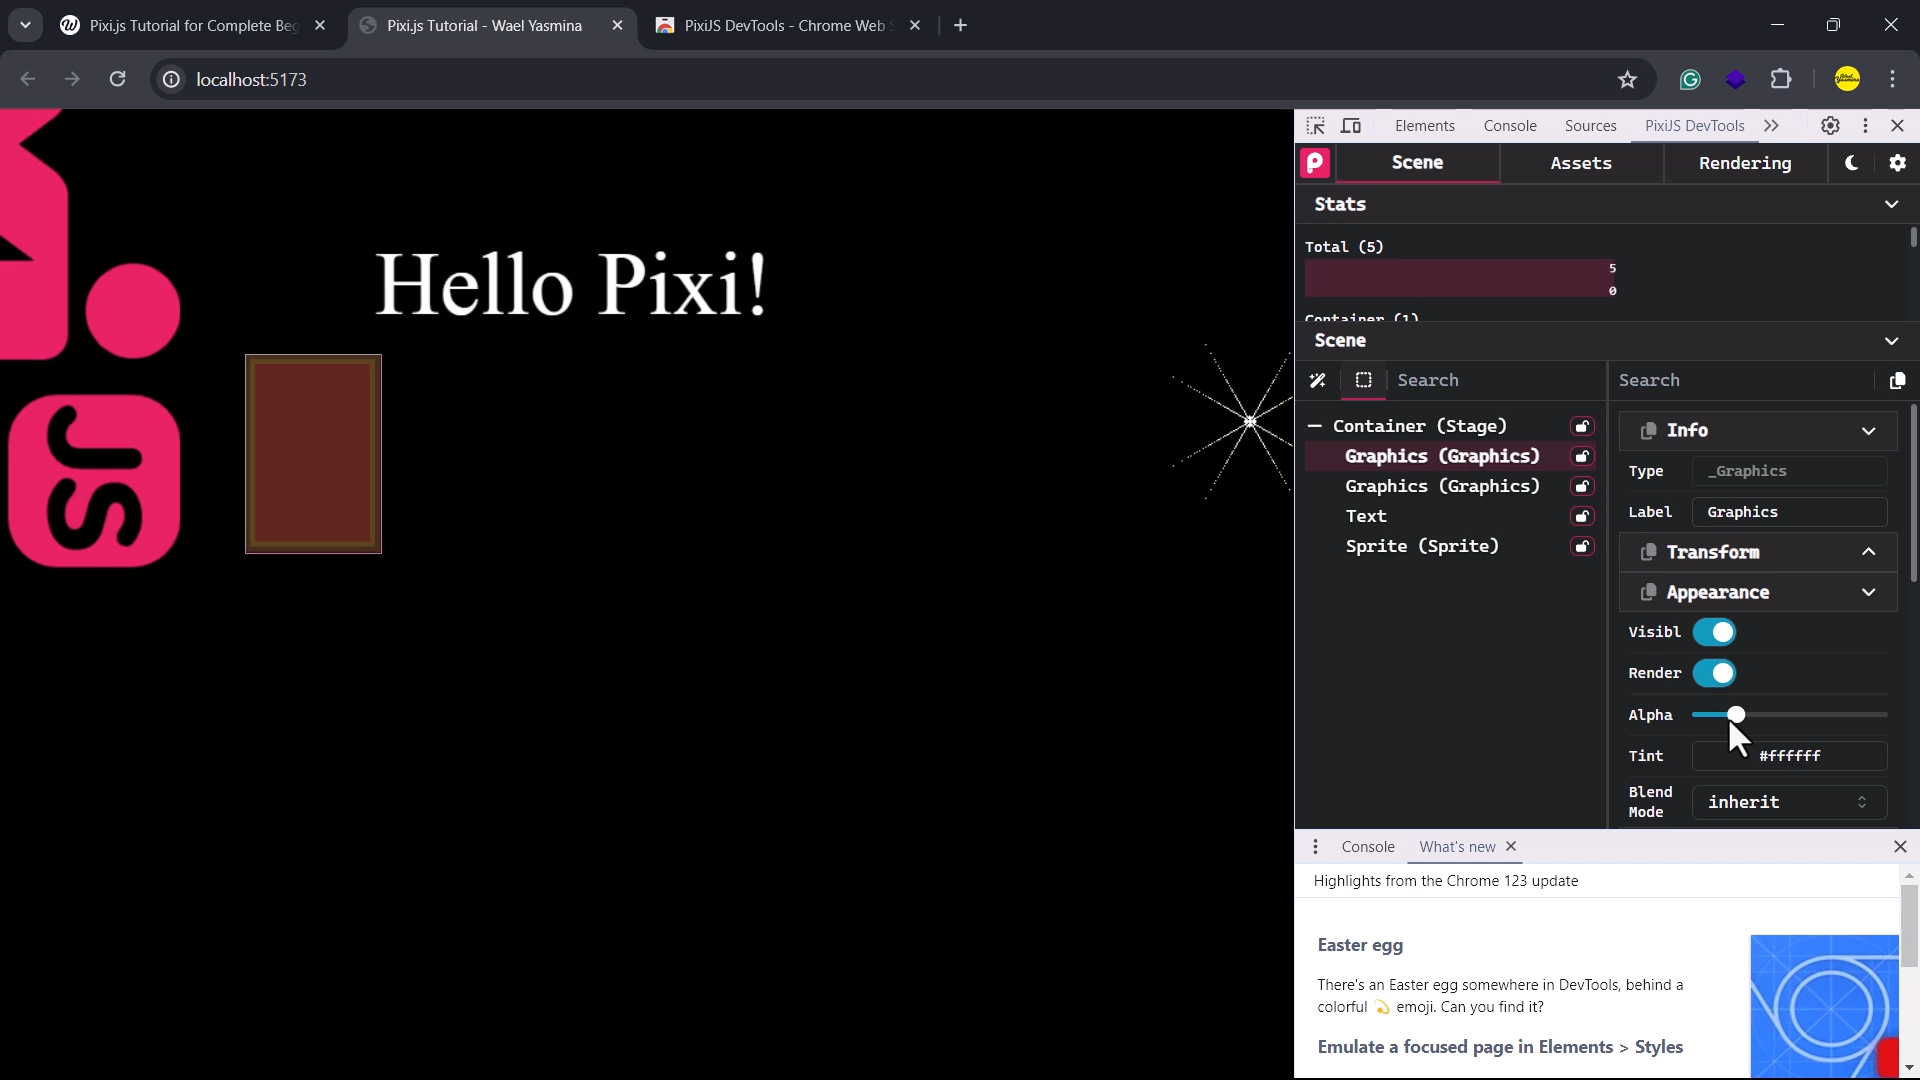 Pixi.js Tutorial for Complete Beg
Pixi.js Tutorial - Wael Yasmina
PixiJS DevTools - Chrome Web S
localhost:5173
Elements
Console
Sources
PixiJS DevTools
Scene
Assets
Rendering
Stats
Total (5)
5
0
Container (1)
Scene
Search
Search
Container (Stage)
Graphics (Graphics)
Graphics (Graphics)
Text
Sprite (Sprite)
Info
Type
_Graphics
Label
Graphics
Transform
Appearance
Visibl
Render
Alpha
Tint
#ffffff
Blend
Mode
inherit
Hello Pixi!
JS
Console
What's new
Highlights from the Chrome 123 update
Easter egg
There's an Easter egg somewhere in DevTools, behind a
colorful 💫 emoji. Can you find it?
Emulate a focused page in Elements > Styles